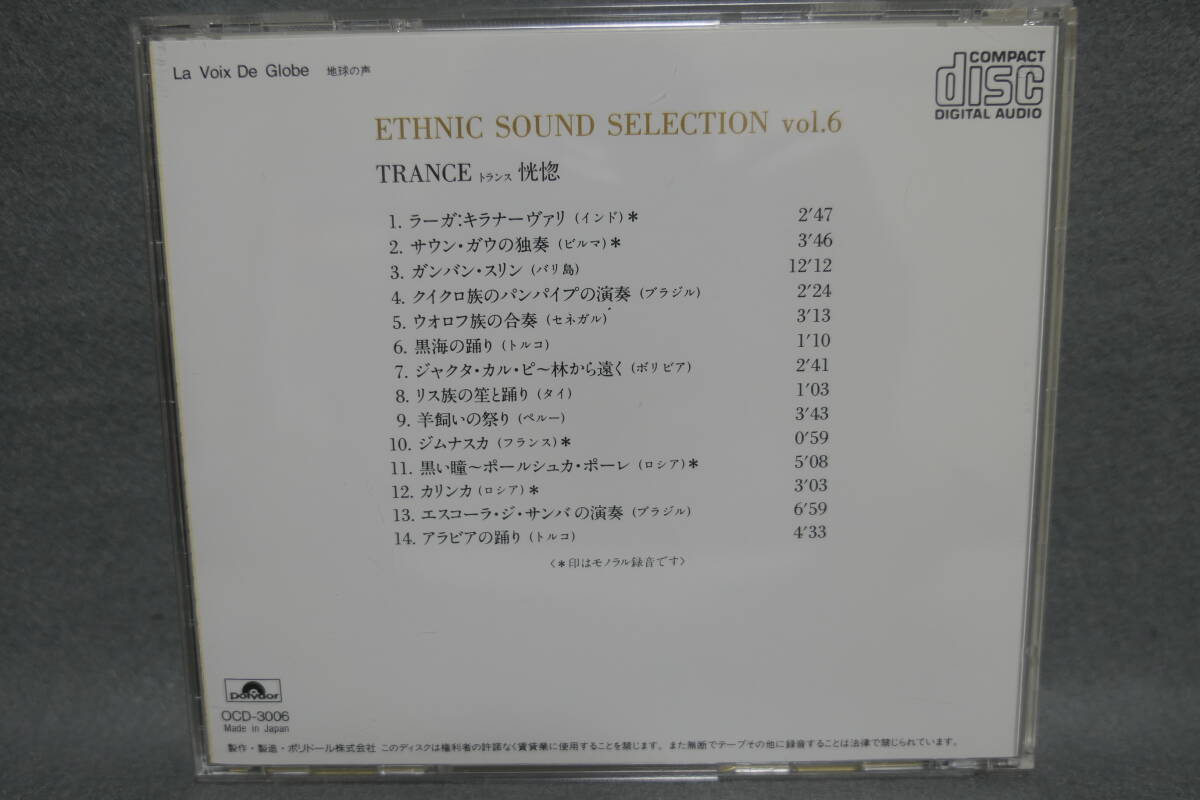 La Voix De Globe 地球の声
COMPACT
disc
DIGITAL AUDIO
ETHNIC SOUND SELECTION vol.6
TRANCE トランス 恍惚
1. ラーガ:キラナーヴァリ (インド)* 2'47
2. サウン・ガウの独奏 (ビルマ)* 3'46
3. ガンバン・スリン (バリ島) 12'12
4. クイクロ族のパンパイプの演奏 (ブラジル) 2'24
5. ウオロフ族の合奏 (セネガル) 3'13
6. 黒海の踊り (トルコ) 1'10
7. ジャクタ・カル・ピ〜林から遠く (ボリビア) 2'41
8. リス族の笙と踊り (タイ) 1'03
9. 羊飼いの祭り (ペルー) 3'43
10. ジムナスカ (フランス)* 0'59
11. 黒い瞳〜ポールシュカ・ポーレ (ロシア)* 5'08
12. カリンカ (ロシア)* 3'03
13. エスコーラ・ジ・サンバの演奏 (ブラジル) 6'59
14. アラビアの踊り (トルコ) 4'33
〈*印はモノラル録音です〉
polydor
OCD-3006
Made in Japan
製作・製造・ポリドール株式会社 このディスクは権利者の許諾なく賃貸業に使用することを禁じます。また無断でテープその他に録音することは法律で禁じられています。